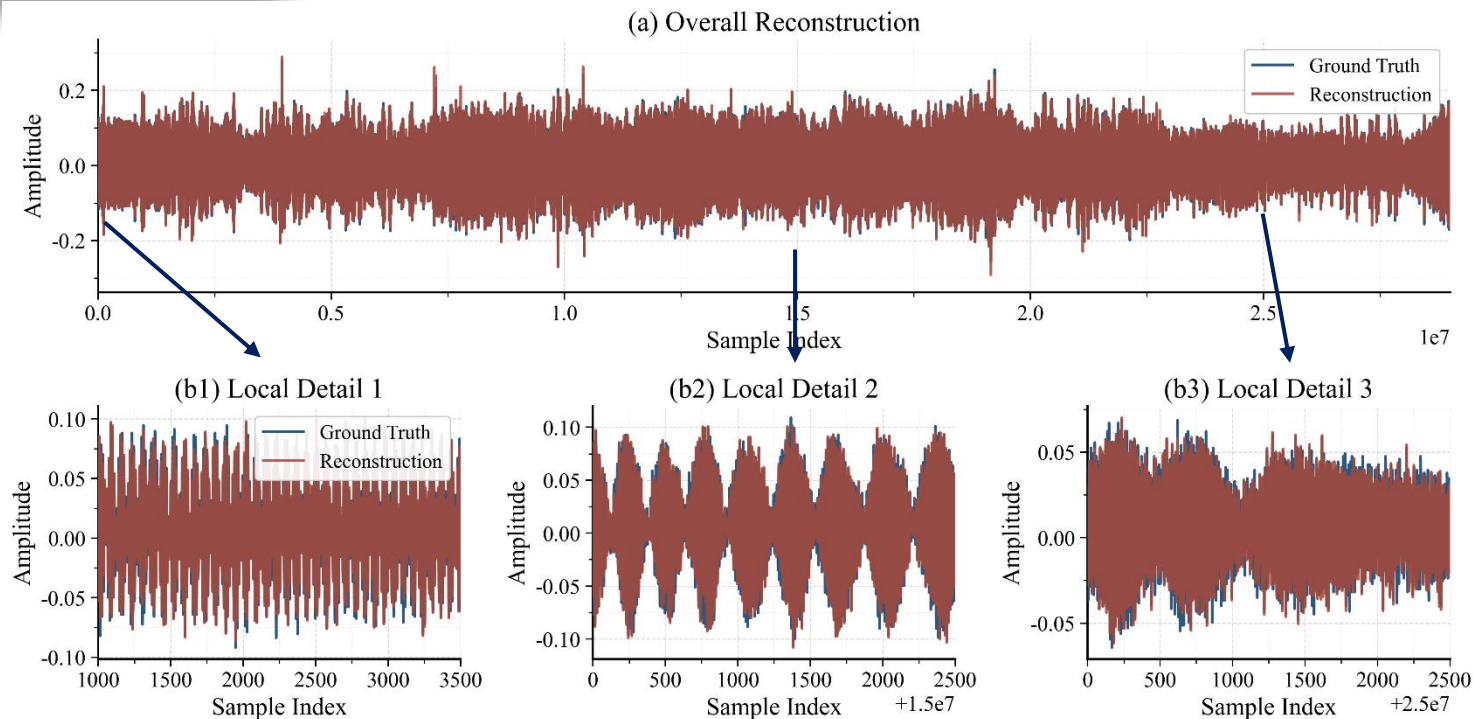 (a) Overall Reconstruction
Ground Truth
Reconstruction
Amplitude
0.2
0.0
-0.2
0.0 0.5 1.0 1.5 2.0 2.5
Sample Index
1e7
(b1) Local Detail 1
Ground Truth
Reconstruction
Amplitude
0.10
0.05
0.00
-0.05
-0.10
1000 1500 2000 2500 3000 3500
Sample Index
(b2) Local Detail 2
Amplitude
0.10
0.05
0.00
-0.05
-0.10
0 500 1000 1500 2000 2500
Sample Index
+1.5e7
(b3) Local Detail 3
Amplitude
0.05
0.00
-0.05
0 500 1000 1500 2000 2500
Sample Index
+2.5e7